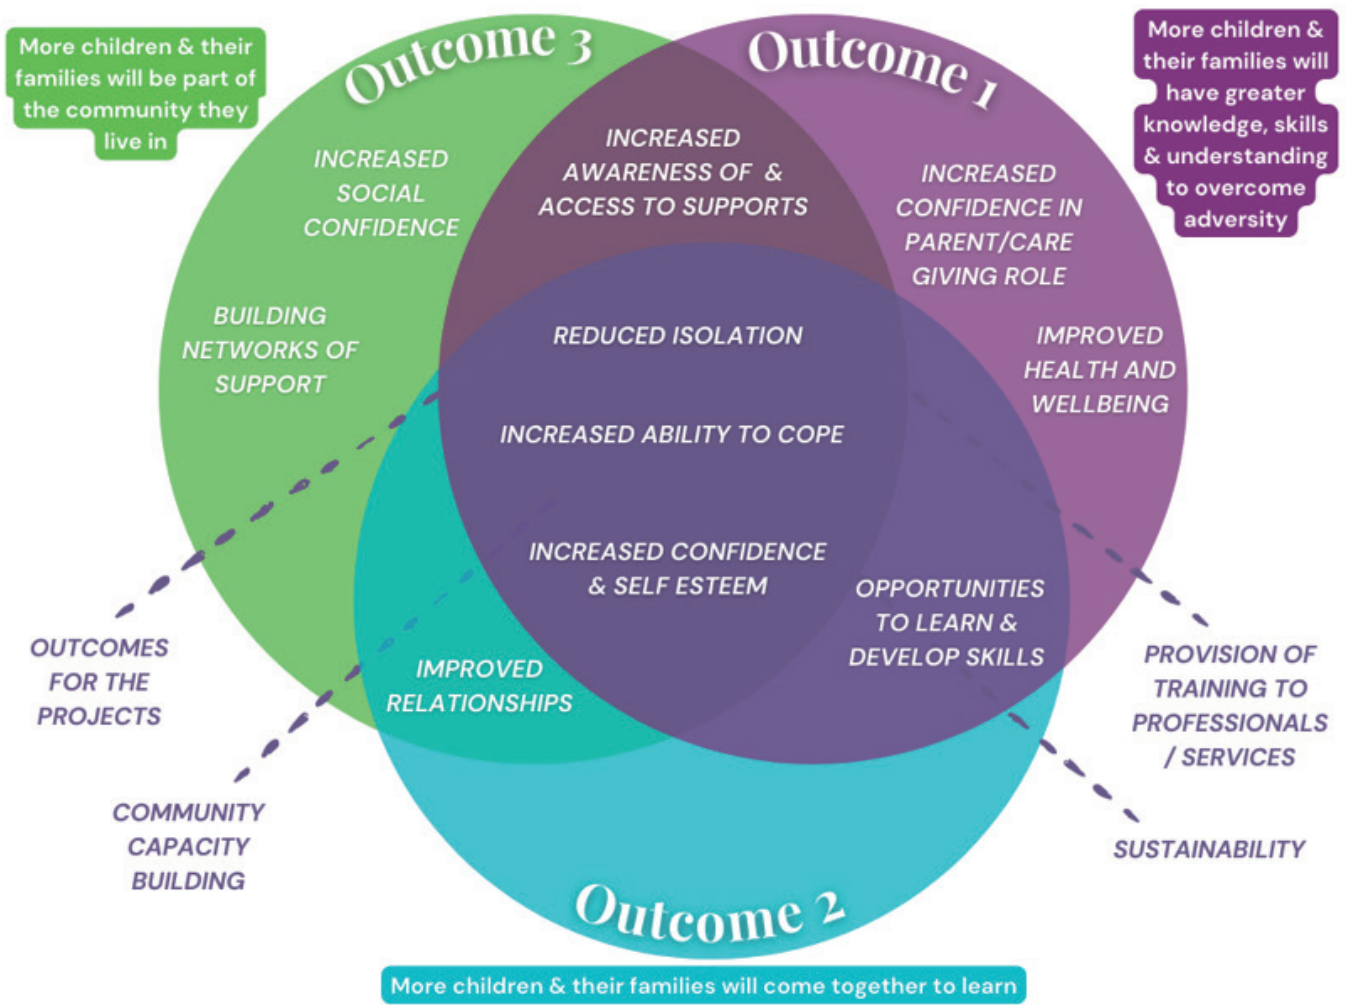 More children & their
families will be part of
the community they
live in
Outcome 3
Outcome 1
More children &
their families will
have greater
knowledge, skills
& understanding
to overcome
adversity
INCREASED
SOCIAL
CONFIDENCE
INCREASED
AWARENESS OF &
ACCESS TO SUPPORTS
INCREASED
CONFIDENCE IN
PARENT/CARE
GIVING ROLE
BUILDING
NETWORKS OF
SUPPORT
REDUCED ISOLATION
IMPROVED
HEALTH AND
WELLBEING
INCREASED ABILITY TO COPE
INCREASED CONFIDENCE
& SELF ESTEEM
OPPORTUNITIES
TO LEARN &
DEVELOP SKILLS
IMPROVED
RELATIONSHIPS
OUTCOMES
FOR THE
PROJECTS
PROVISION OF
TRAINING TO
PROFESSIONALS
/ SERVICES
COMMUNITY
CAPACITY
BUILDING
SUSTAINABILITY
Outcome 2
More children & their families will come together to learn